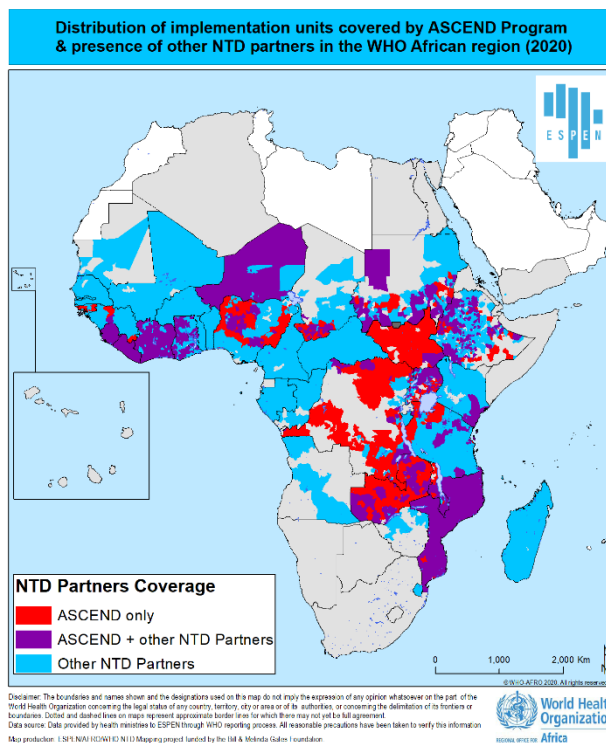 Distribution of implementation units covered by ASCEND Program
& presence of other NTD partners in the WHO African region (2020)
ESPEN
NTD Partners Coverage
ASCEND only
ASCEND + other NTD Partners
Other NTD Partners
0 1,000 2,000 Km
© WHO-AFRO 2020. All rights reserved
Disclaimer: The boundaries and names shown and the designations used on the map do not imply the expression of any opinion whatsoever on the part of the
World Health Organization concerning the legal status of any country, territory, city or area or of its authorities, or concerning the delimitation of its frontiers or
boundaries. Dotted and dashed lines on maps represent approximate border lines for which there may not yet be full agreement.
Data source: Data provided by health ministries to ESPEN through WHO reporting process. All reasonable precautions have been taken to verify this information
Map production: ESPEN/AFRO/WHO NTD Mapping project funded by the Bill & Melinda Gates Foundation
World Health
Organization
REGIONAL OFFICE FOR Africa